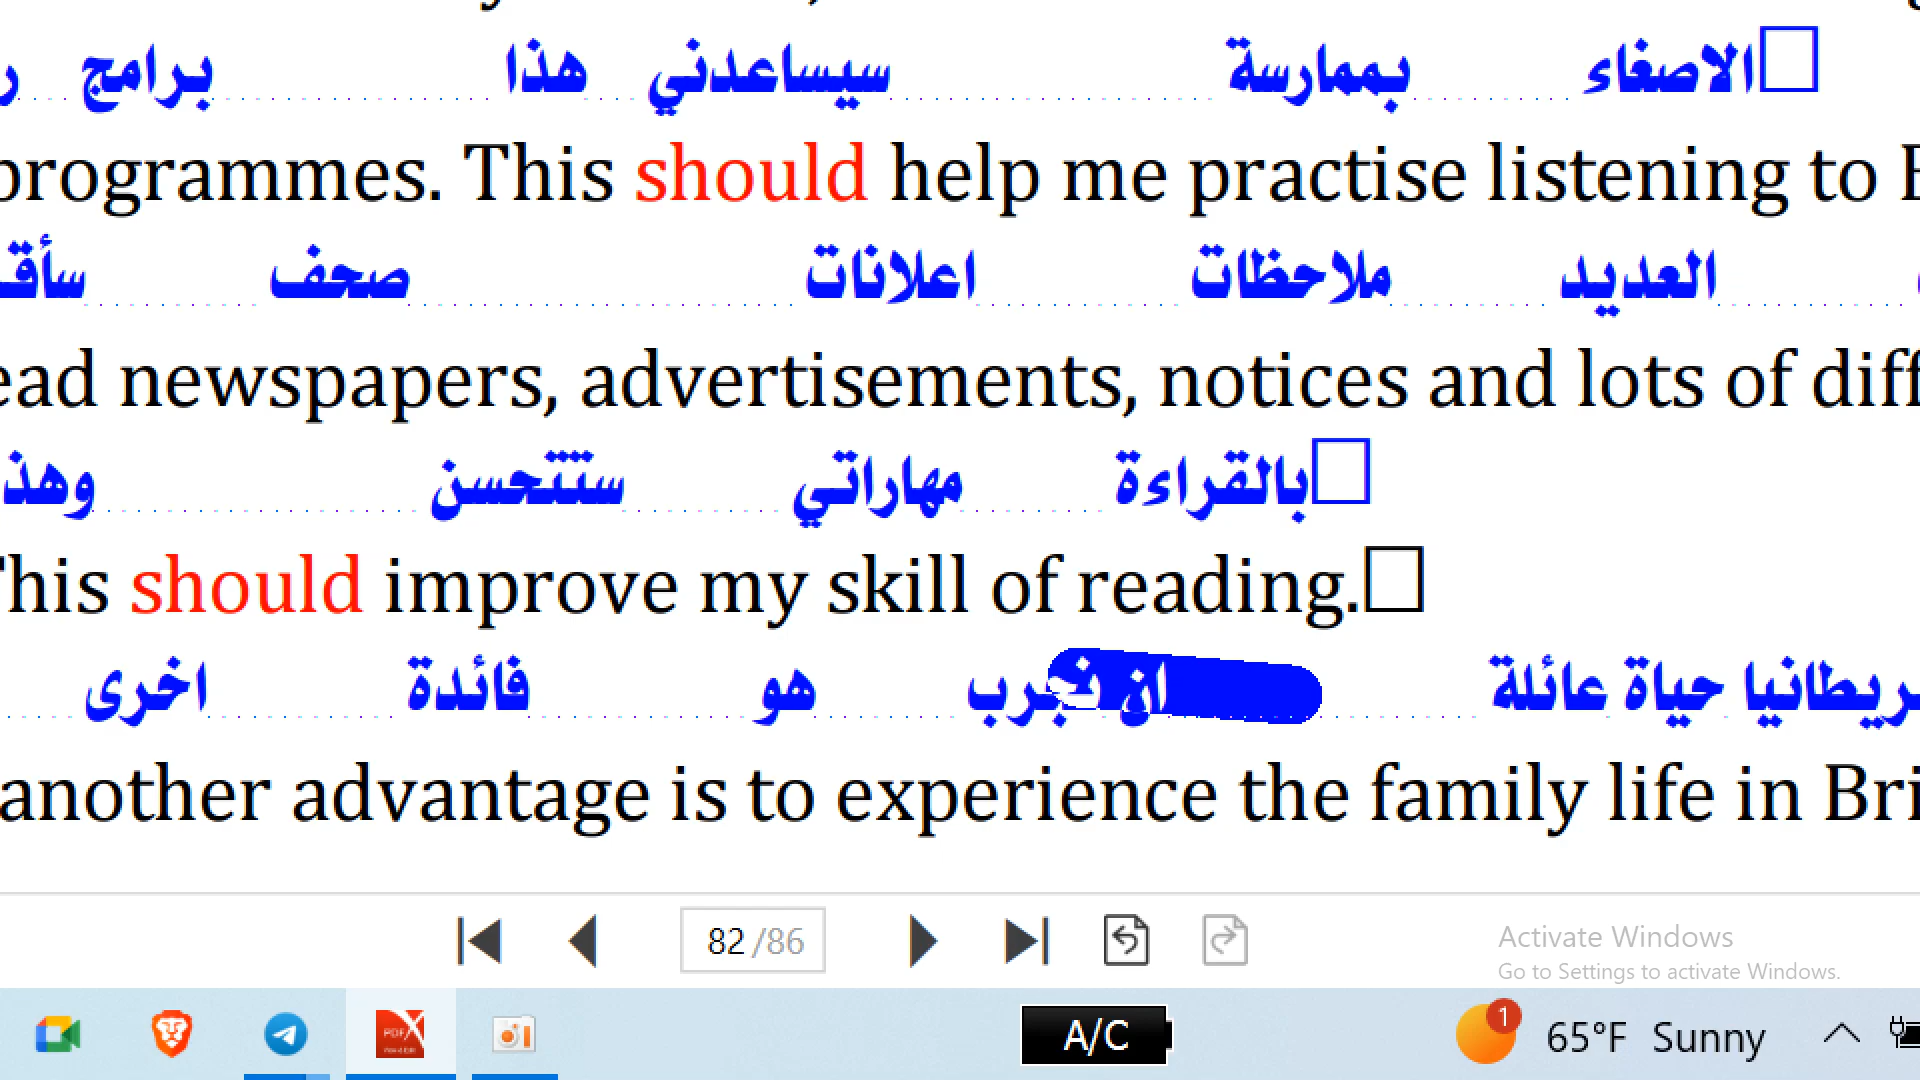 الاصغاء بممارسة سيساعدني هذا برامج
programmes. This should help me practise listening to
العديد ملاحظات اعلانات صحف
ead newspapers, advertisements, notices and lots of diff
بالقراءة مهاراتي ستتحسن وهذ
This should improve my skill of reading.
ريطانيا حياة عائلة ان نجرب هو فائدة اخرى
another advantage is to experience the family life in Bri
82 /86
Activate Windows
Go to Settings to activate Windows.
PDF X
A/C
1
65°F Sunny